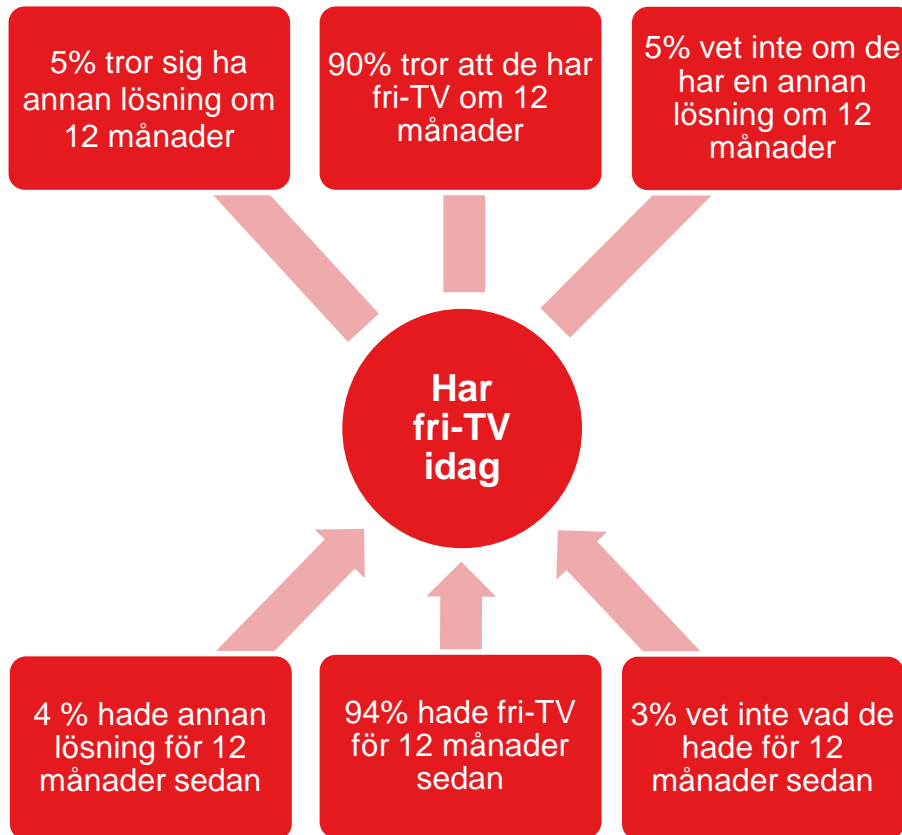 5% tror sig ha
annan lösning om
12 månader
90% tror att de har
fri-TV om 12
månader
5% vet inte om de
har en annan
lösning om 12
månader
Har
fri-TV
idag
4 % hade annan
lösning för 12
månader sedan
94% hade fri-TV
för 12 månader
sedan
3% vet inte vad de
hade för 12
månader sedan